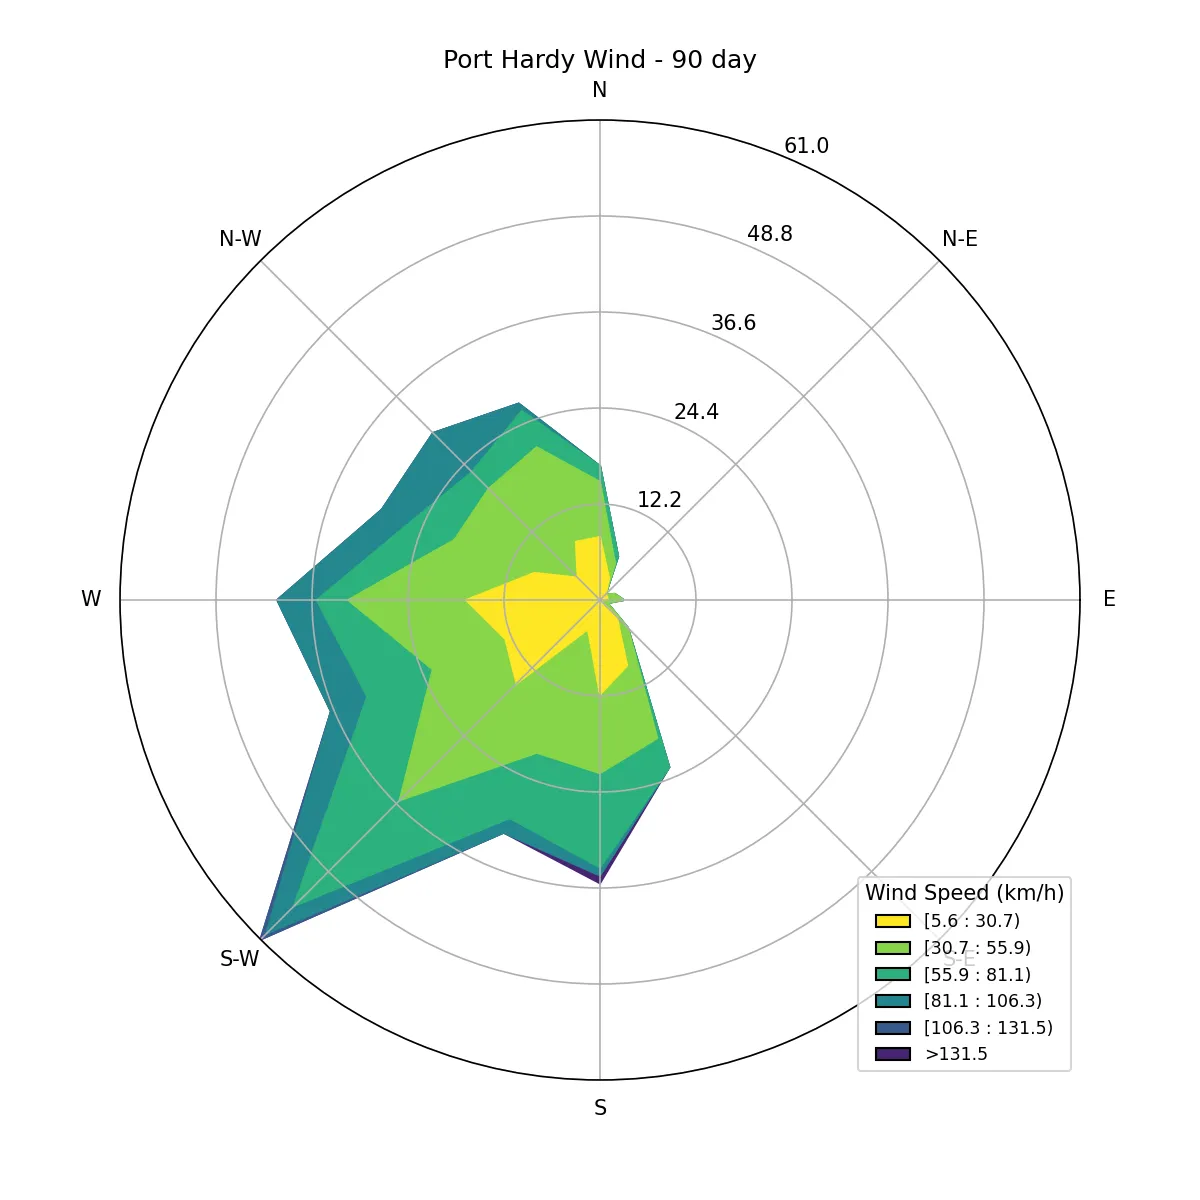 Port Hardy Wind - 90 day
N
61.0
N-W
48.8
N-E
36.6
24.4
12.2
W
E
S-W
S-E
S
Wind Speed (km/h)
[5.6 : 30.7)
[30.7 : 55.9)
[55.9 : 81.1)
[81.1 : 106.3)
[106.3 : 131.5)
>131.5